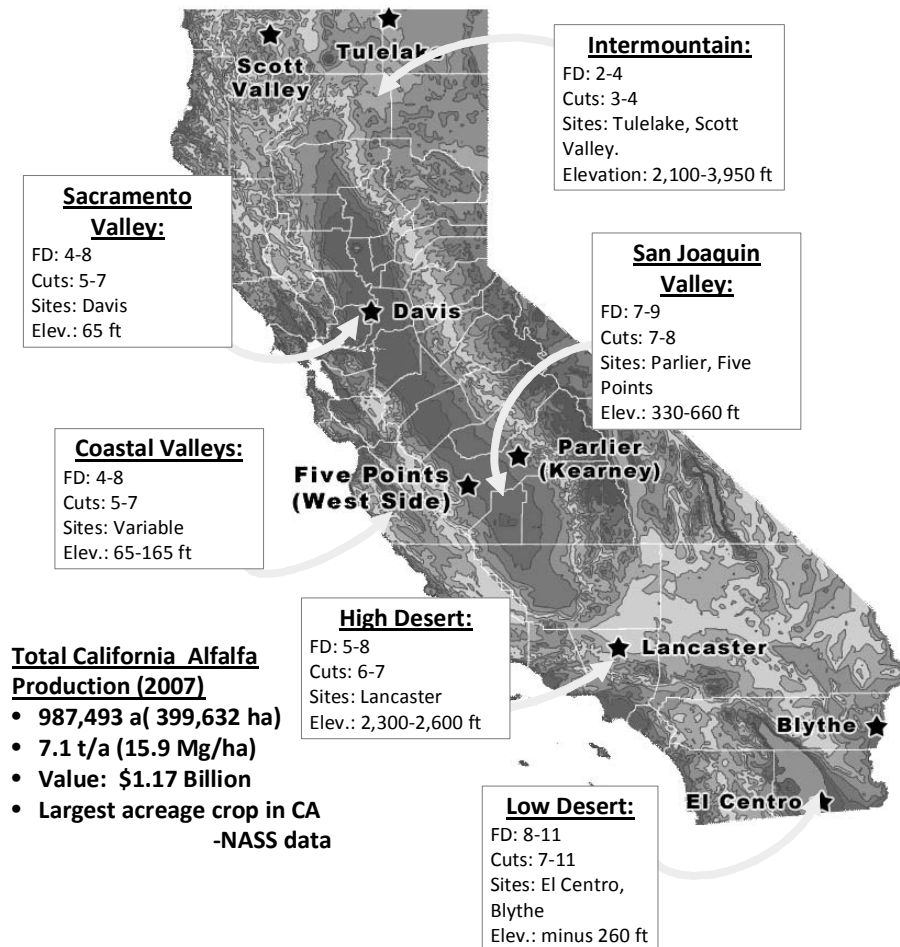 Scott
Valley
Tulelake
Intermountain:
FD: 2-4
Cuts: 3-4
Sites: Tulelake, Scott
Valley.
Elevation: 2,100-3,950 ft
Sacramento
Valley:
FD: 4-8
Cuts: 5-7
Sites: Davis
Elev.: 65 ft
Davis
San Joaquin
Valley:
FD: 7-9
Cuts: 7-8
Sites: Parlier, Five
Points
Elev.: 330-660 ft
Coastal Valleys:
FD: 4-8
Cuts: 5-7
Sites: Variable
Elev.: 65-165 ft
Five Points
(West Side)
Parlier
(Kearney)
High Desert:
FD: 5-8
Cuts: 6-7
Sites: Lancaster
Elev.: 2,300-2,600 ft
Lancaster
Total California Alfalfa
Production (2007)
• 987,493 a( 399,632 ha)
• 7.1 t/a (15.9 Mg/ha)
• Value: $1.17 Billion
• Largest acreage crop in CA
-NASS data
Blythe
El Centro
Low Desert:
FD: 8-11
Cuts: 7-11
Sites: El Centro,
Blythe
Elev.: minus 260 ft